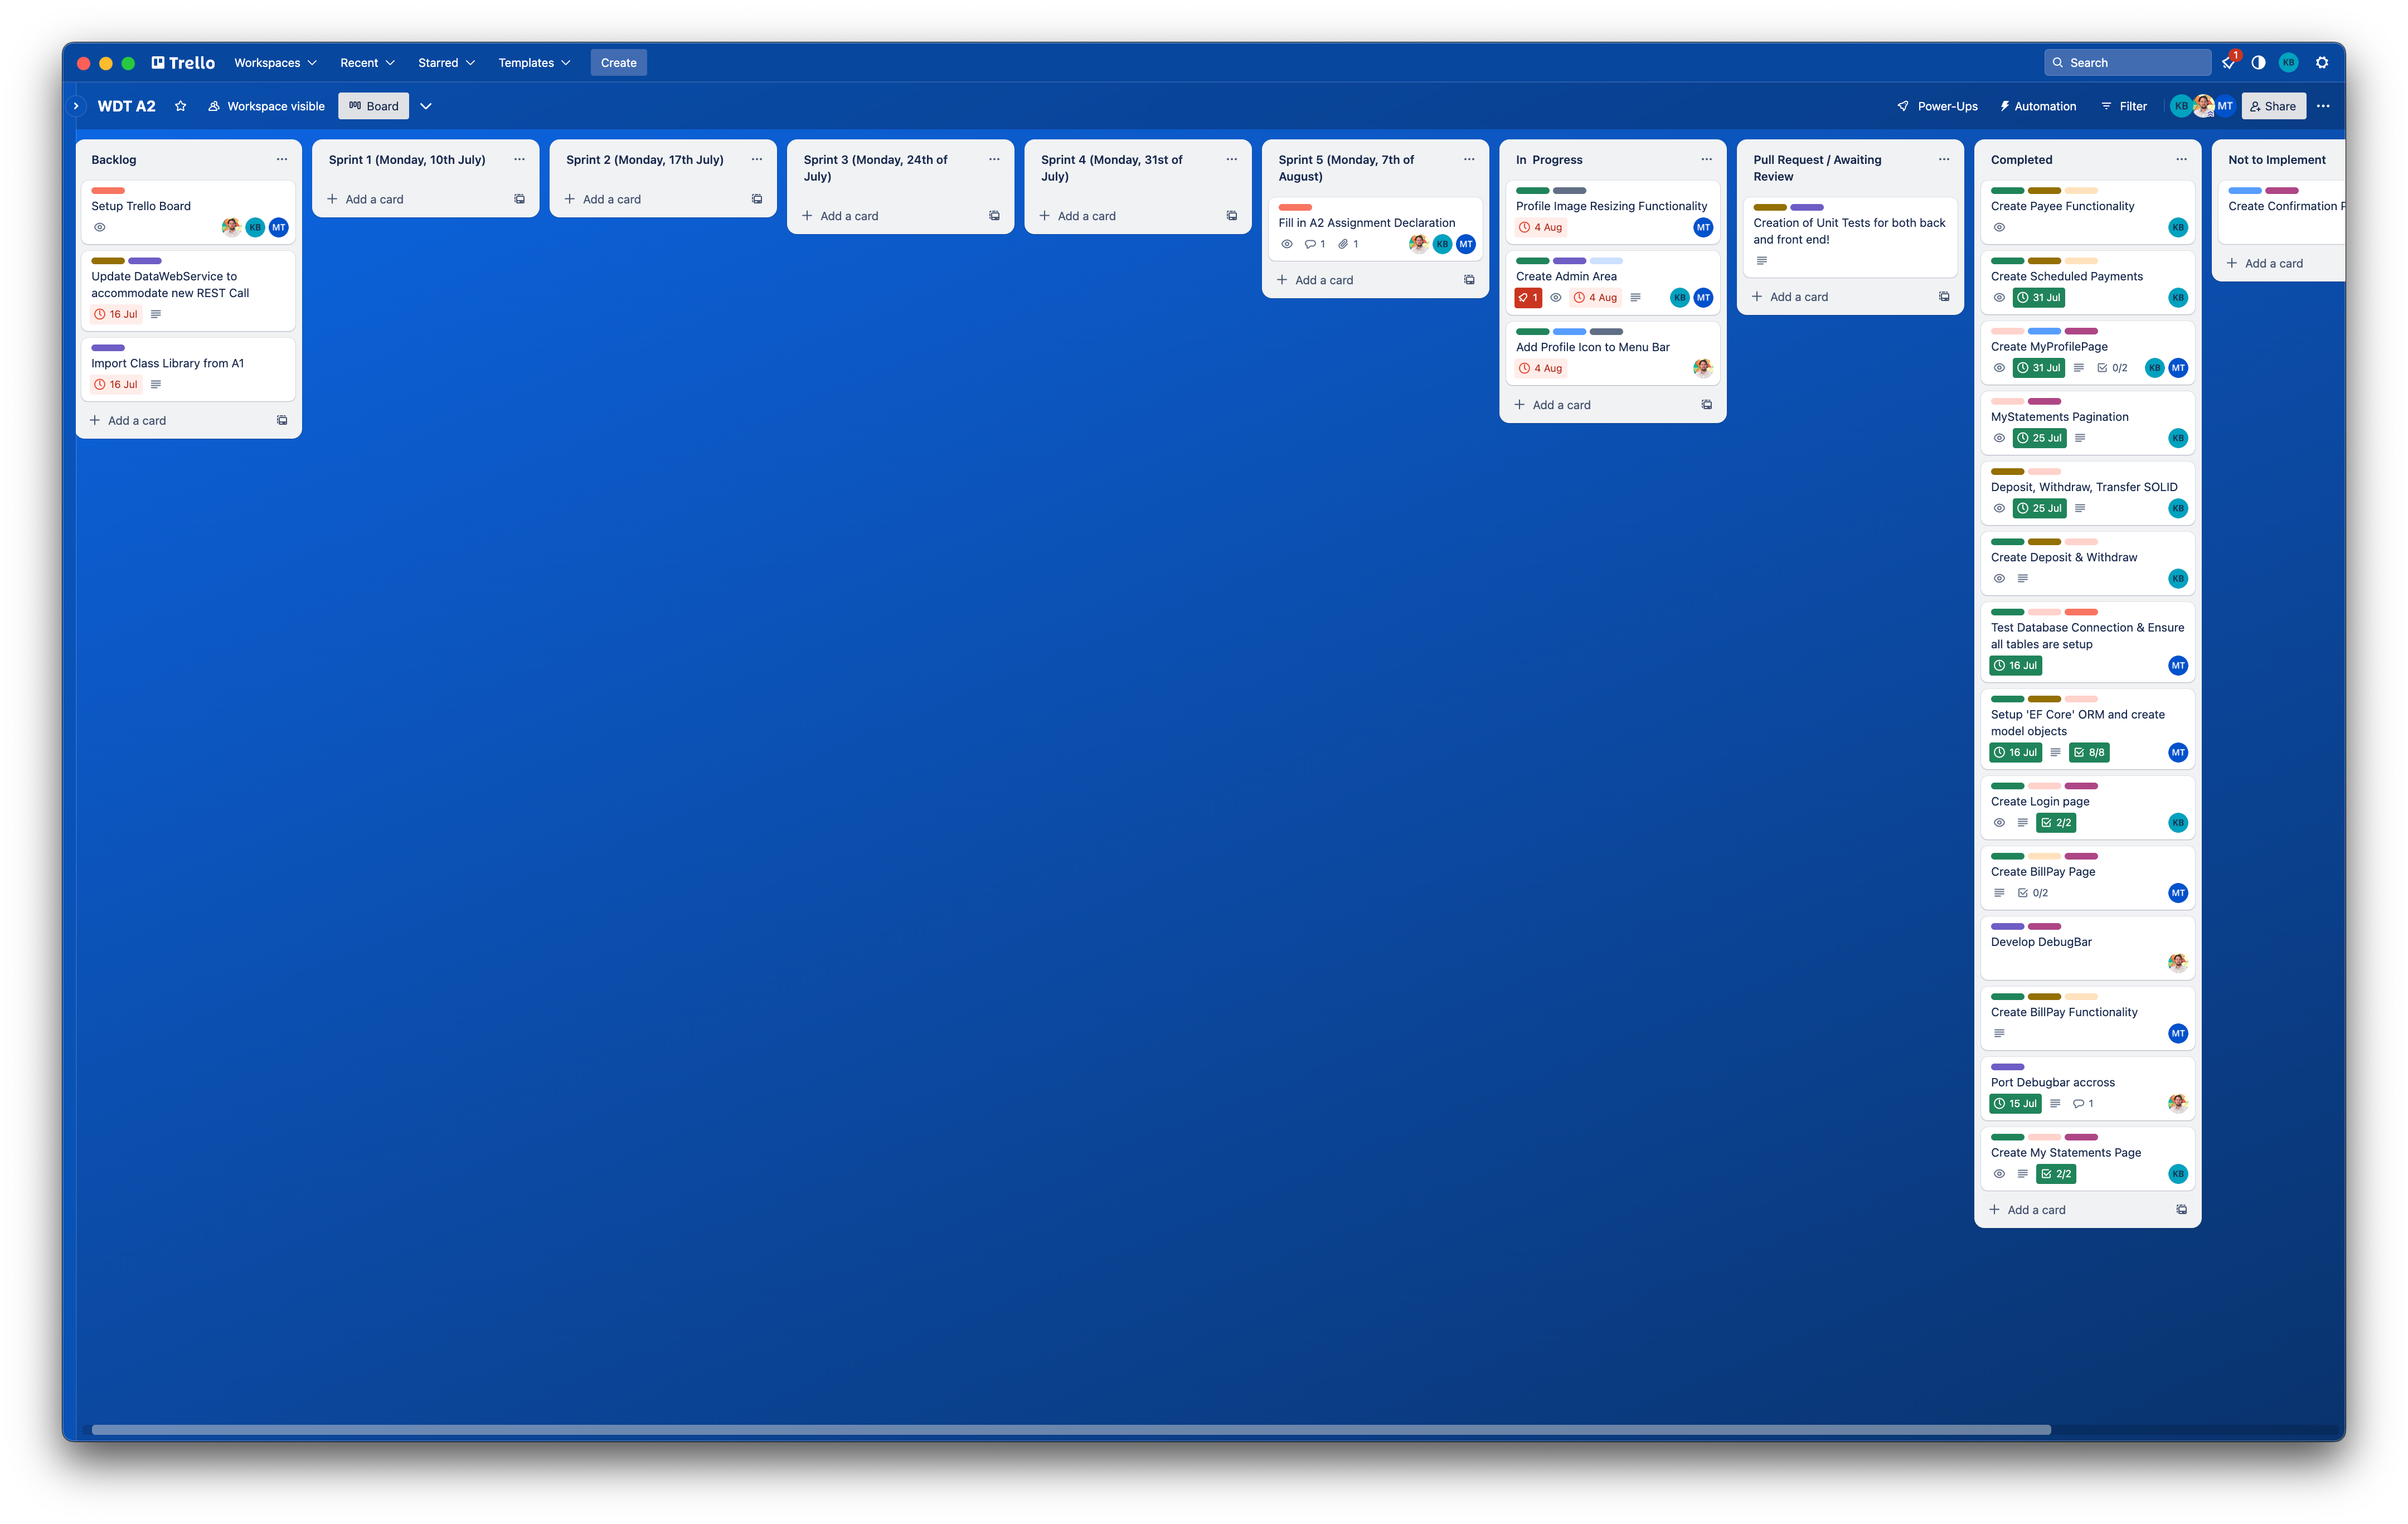 Trello
Workspaces
Recent
Starred
Templates
Create
Search
1
KB
WDT A2
Workspace visible
Board
Power-Ups
Automation
Filter
KB
MT
Share
Backlog
Setup Trello Board
KB
MT
Update DataWebService to
accommodate new REST Call
16 Jul
Import Class Library from A1
16 Jul
Add a card
Sprint 1 (Monday, 10th July)
Add a card
Sprint 2 (Monday, 17th July)
Add a card
Sprint 3 (Monday, 24th of
July)
Add a card
Sprint 4 (Monday, 31st of
July)
Add a card
Sprint 5 (Monday, 7th of
August)
Fill in A2 Assignment Declaration
1
1
KB
MT
Add a card
In Progress
Profile Image Resizing Functionality
4 Aug
MT
Create Admin Area
1
4 Aug
KB
MT
Add Profile Icon to Menu Bar
4 Aug
Add a card
Pull Request / Awaiting
Review
Creation of Unit Tests for both back
and front end!
Add a card
Completed
Create Payee Functionality
KB
Create Scheduled Payments
31 Jul
KB
Create MyProfilePage
31 Jul
0/2
KB
MT
MyStatements Pagination
25 Jul
KB
Deposit, Withdraw, Transfer SOLID
25 Jul
KB
Create Deposit & Withdraw
KB
Test Database Connection & Ensure
all tables are setup
16 Jul
MT
Setup 'EF Core' ORM and create
model objects
16 Jul
8/8
MT
Create Login page
2/2
KB
Create BillPay Page
0/2
MT
Develop DebugBar
Create BillPay Functionality
MT
Port Debugbar accross
15 Jul
1
Create My Statements Page
2/2
KB
Add a card
Not to Implement
Create Confirmation
Add a card